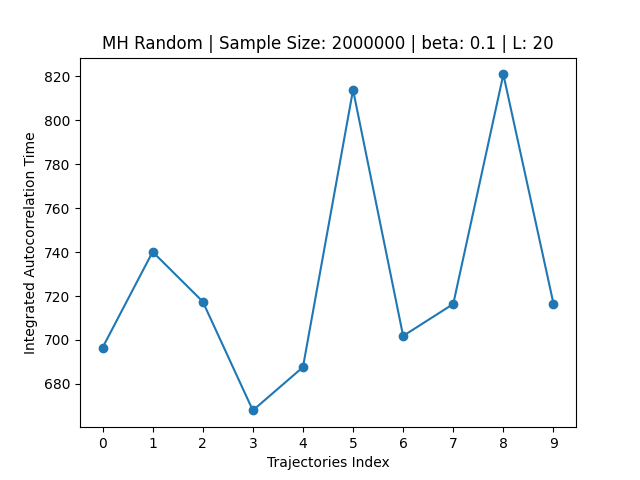 MH Random | Sample Size: 2000000 | beta: 0.1 | L: 20
Integrated Autocorrelation Time
820
800
780
760
740
720
700
680
0 1 2 3 4 5 6 7 8 9
Trajectories Index